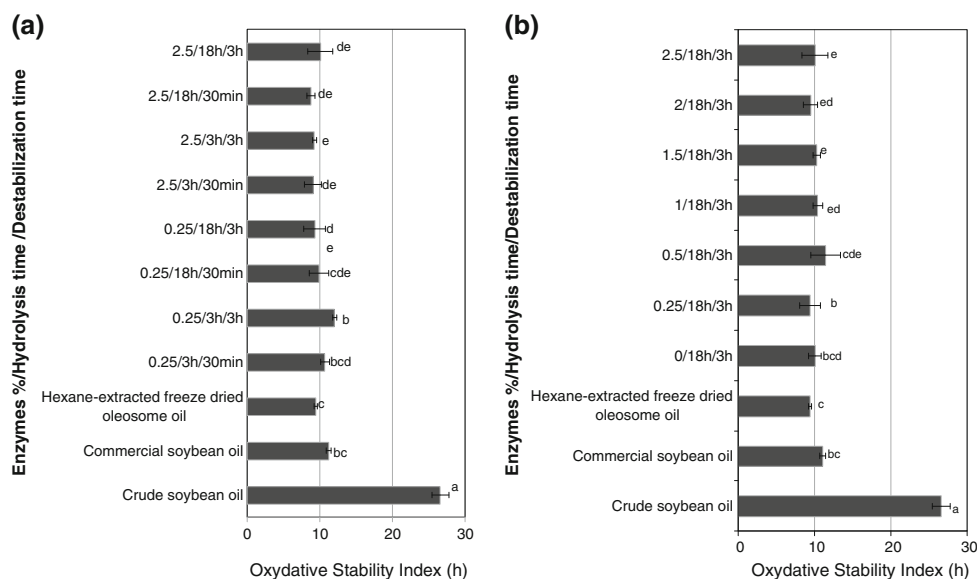 (a)
Enzymes %/Hydrolysis time /Destabilization time
2.5/18h/3h
de
2.5/18h/30min
de
2.5/3h/3h
e
2.5/3h/30min
de
0.25/18h/3h
d
e
0.25/18h/30min
cde
0.25/3h/3h
b
0.25/3h/30min
bcd
Hexane-extracted freeze dried
oleosome oil
c
Commercial soybean oil
bc
Crude soybean oil
a
0 10 20 30
Oxydative Stability Index (h)
(b)
Enzymes %/Hydrolysis time/Destabilization time
2.5/18h/3h
e
2/18h/3h
ed
1.5/18h/3h
e
1/18h/3h
ed
0.5/18h/3h
cde
0.25/18h/3h
b
0/18h/3h
bcd
Hexane-extracted freeze dried
oleosome oil
c
Commercial soybean oil
bc
Crude soybean oil
a
0 10 20 30
Oxydative Stability Index (h)